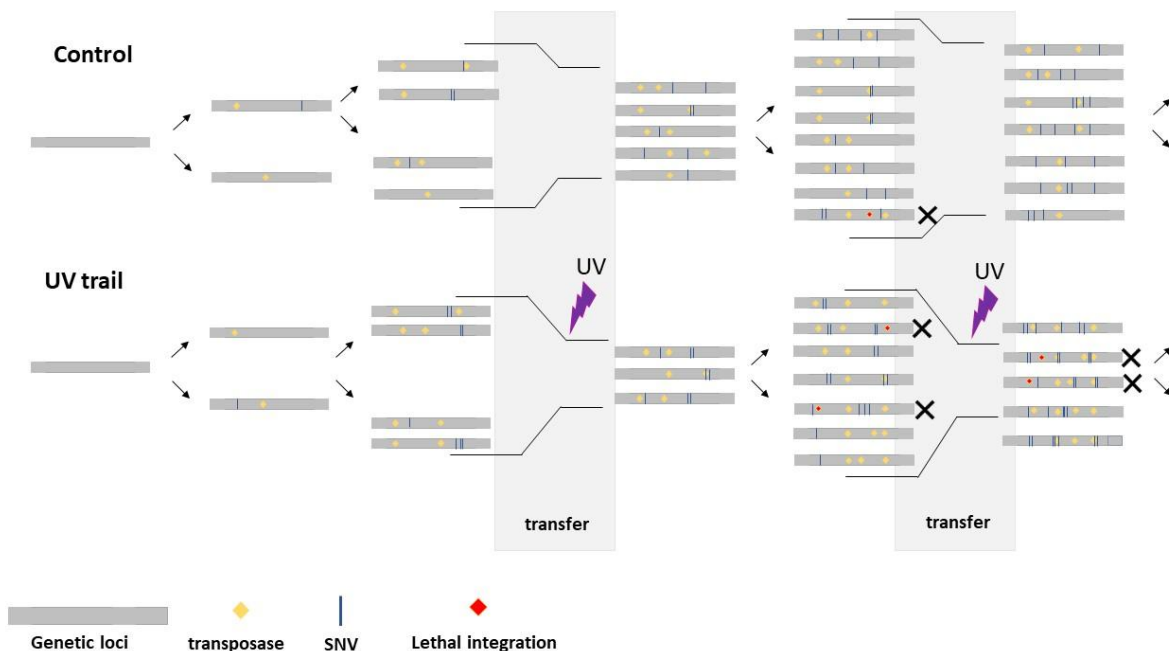 Control
UV trail
UV
UV
transfer
transfer
Genetic loci
transposase
SNV
Lethal integration